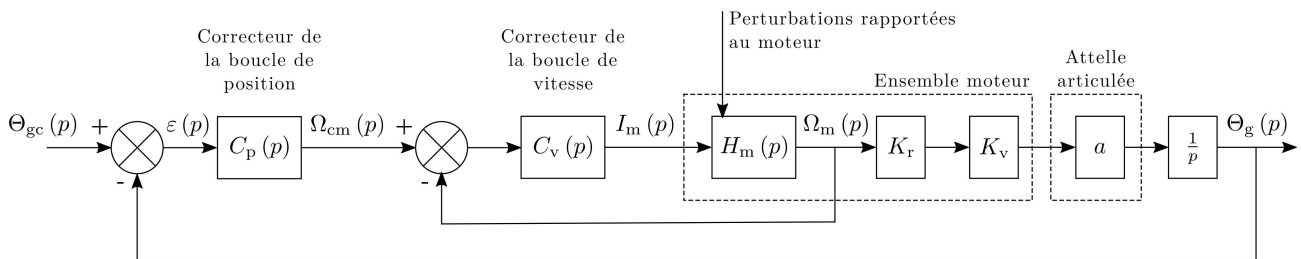 Perturbations rapportées
au moteur
Correcteur de
la boucle de
position
Correcteur de
la boucle de
vitesse
Ensemble moteur
Attelle
articulée
Θgc (p) + ε (p) Cp (p) Ωcm (p) + Cv (p) Im (p) Hm (p) Ωm (p) Kr Kv a 1/p Θg (p)
- -